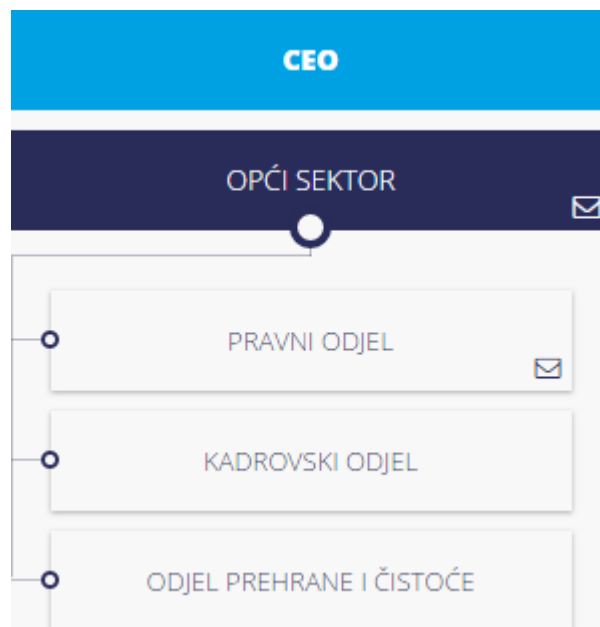 CEO
OPĆI SEKTOR
PRAVNI ODJEL
KADROVSKI ODJEL
ODJEL PREHRANE I ČISTOĆE